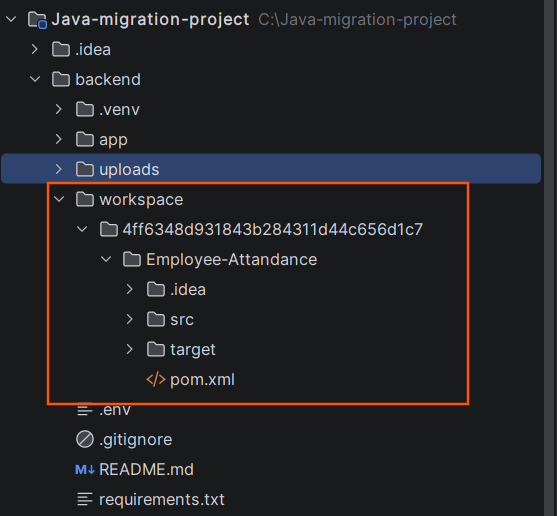 Java-migration-project C:\Java-migration-project
.idea
backend
.venv
app
uploads
workspace
4ff6348d931843b284311d44c656d1c7
Employee-Attandance
.idea
src
target
</> pom.xml
.env
.gitignore
M↓ README.md
requirements.txt